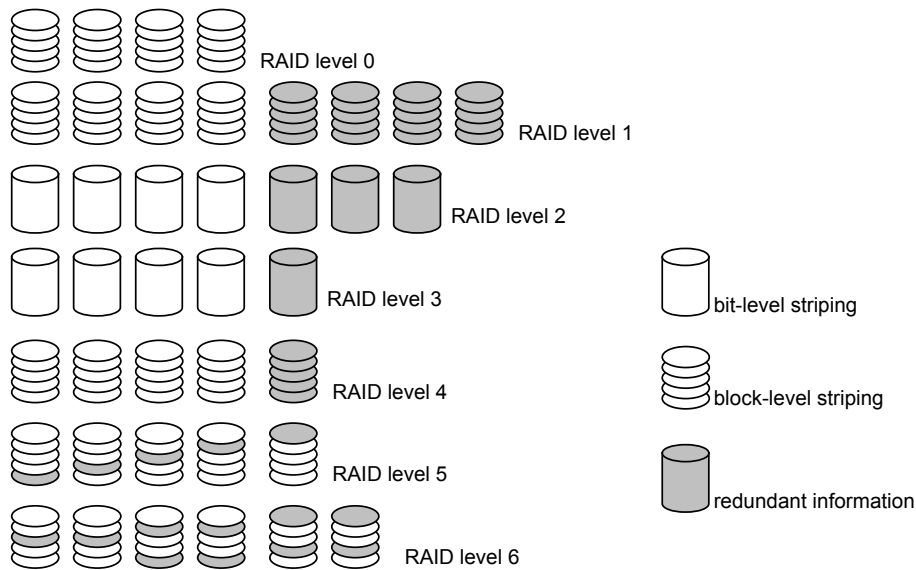 RAID level 0
RAID level 1
RAID level 2
RAID level 3
bit-level striping
RAID level 4
block-level striping
RAID level 5
redundant information
RAID level 6